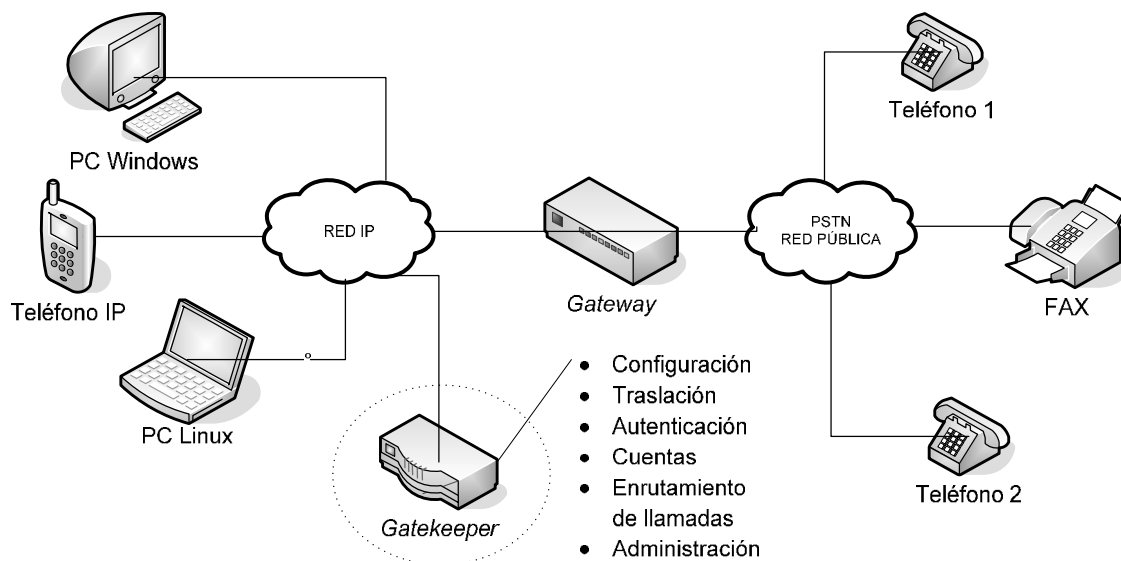 Teléfono 1
PC Windows
RED IP
PSTN
RED PÚBLICA
Teléfono IP
Gateway
FAX
• Configuración
• Traslación
• Autenticación
• Cuentas
• Enrutamiento
de llamadas
• Administración
PC Linux
Gatekeeper
Teléfono 2